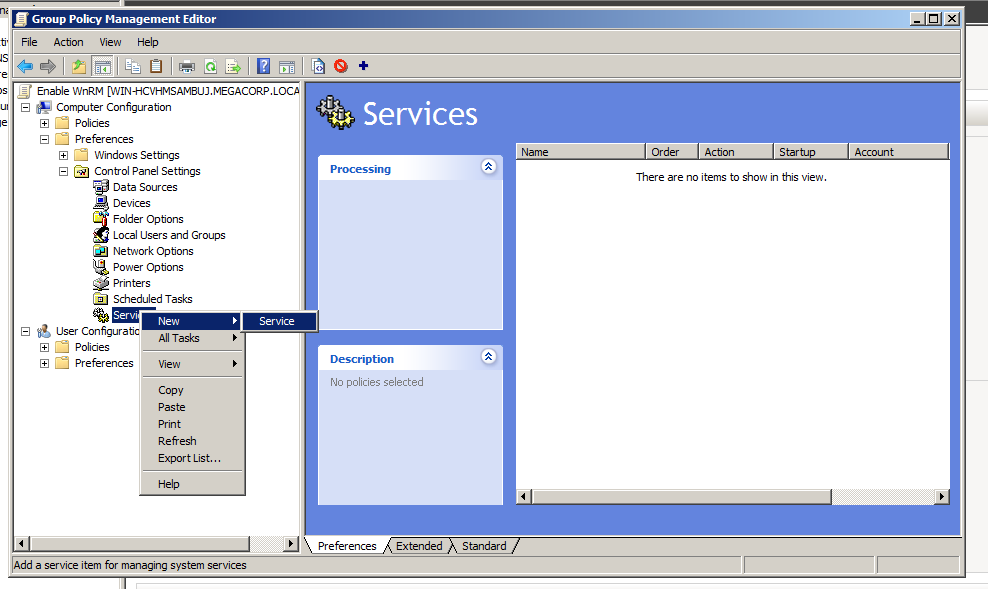 Group Policy Management Editor
File Action View Help
Enable WnRM [WIN-HCVHMSAMBUJ.MEGACORP.LOCA
Computer Configuration
Policies
Preferences
Windows Settings
Control Panel Settings
Data Sources
Devices
Folder Options
Local Users and Groups
Network Options
Power Options
Printers
Scheduled Tasks
Servi
User Configuratio
Policies
Preferences
New
Service
All Tasks
View
Copy
Paste
Print
Refresh
Export List...
Help
Services
Processing
Description
No policies selected
Name Order Action Startup Account
There are no items to show in this view.
Preferences Extended Standard
Add a service item for managing system services